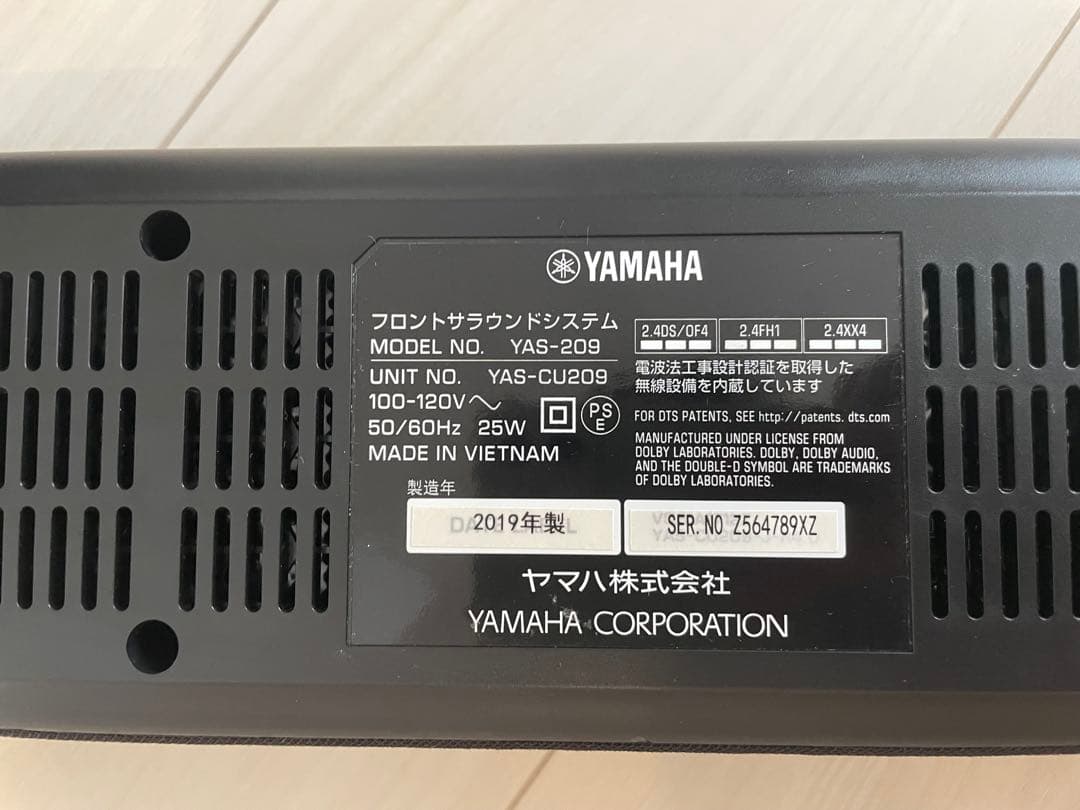 YAMAHA
フロントサラウンドシステム
MODEL NO. YAS-209
UNIT NO. YAS-CU209
100-120V～
50/60Hz 25W
PSE
MADE IN VIETNAM
2.4DS/OF4 2.4FH1 2.4XX4
電波法工事設計認証を取得した
無線設備を内蔵しています
FOR DTS PATENTS, SEE http://patents.dts.com
MANUFACTURED UNDER LICENSE FROM
DOLBY LABORATORIES. DOLBY, DOLBY AUDIO,
AND THE DOUBLE-D SYMBOL ARE TRADEMARKS
OF DOLBY LABORATORIES.
製造年
2019年製
SER. NO Z564789XZ
ヤマハ株式会社
YAMAHA CORPORATION